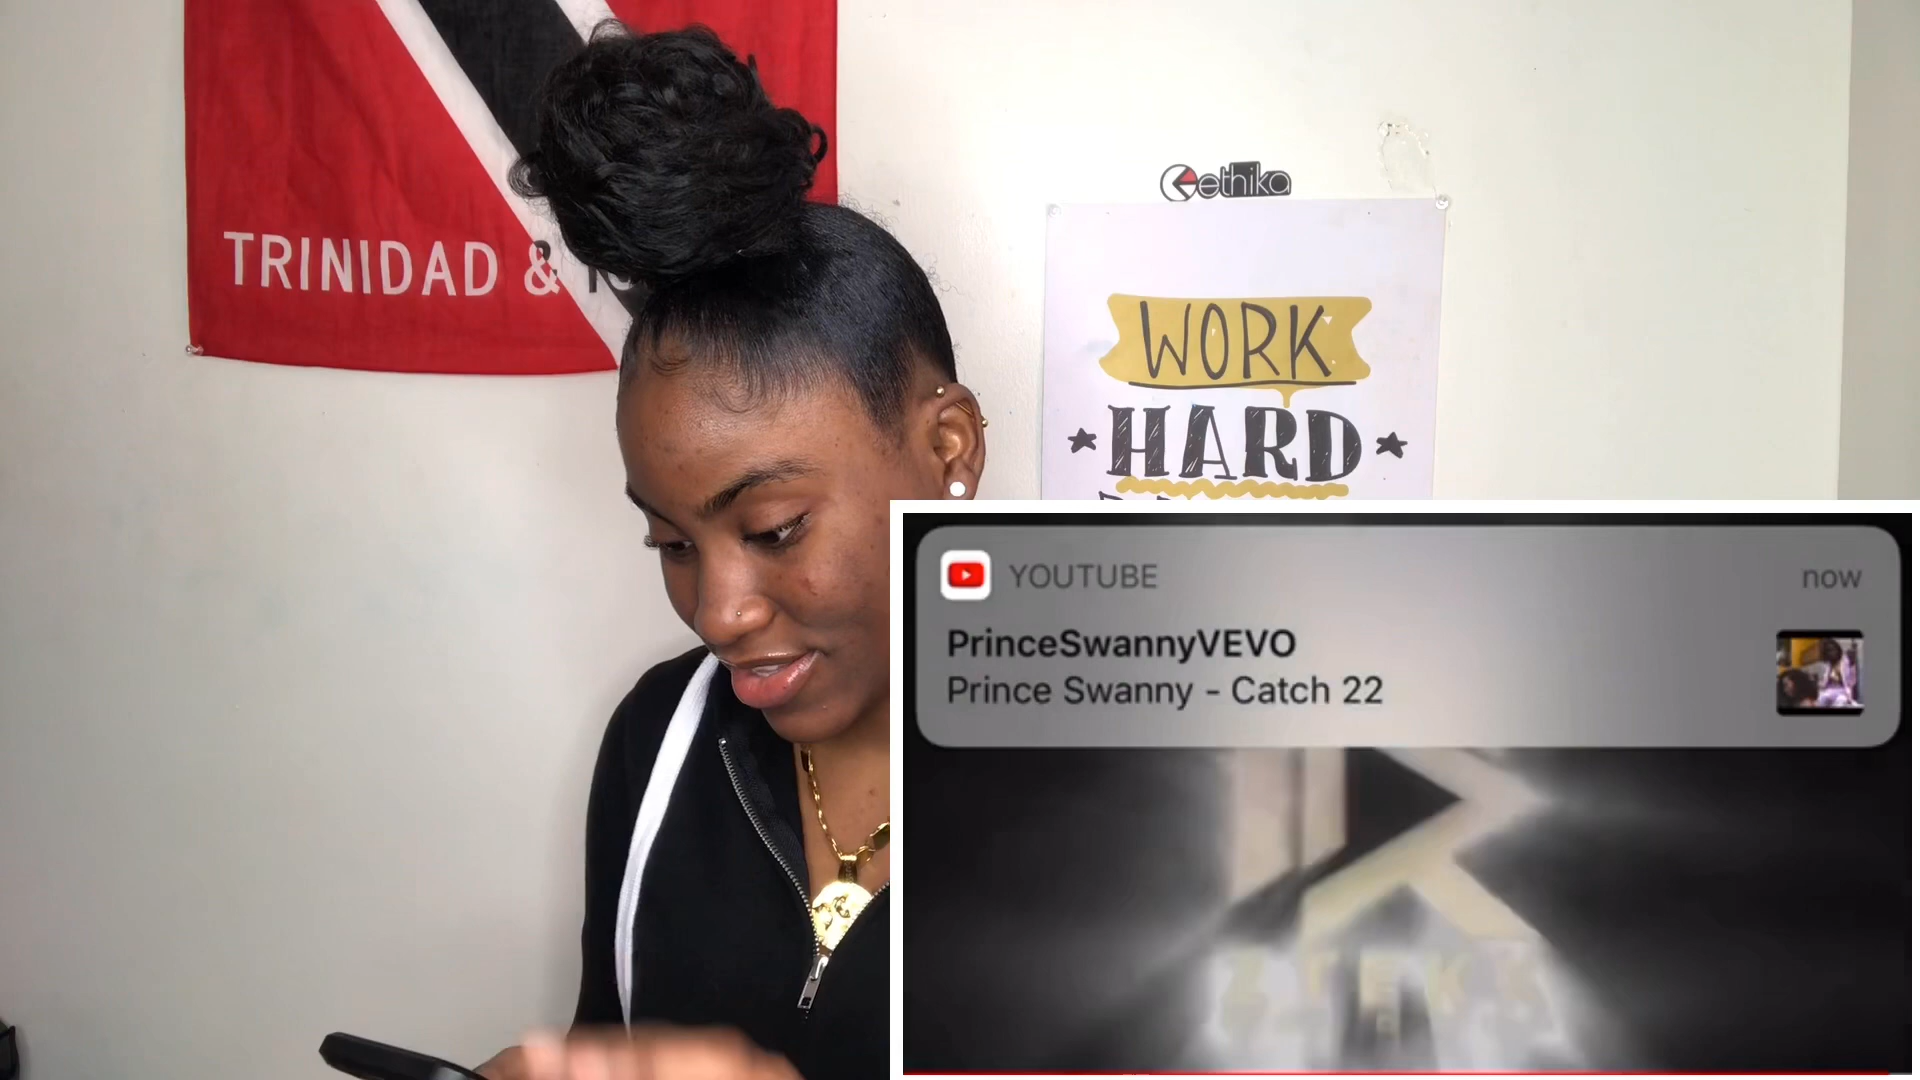 TRINIDAD &
ethika
WORK
HARD
YOUTUBE
now
PrinceSwannyVEVO
Prince Swanny - Catch 22